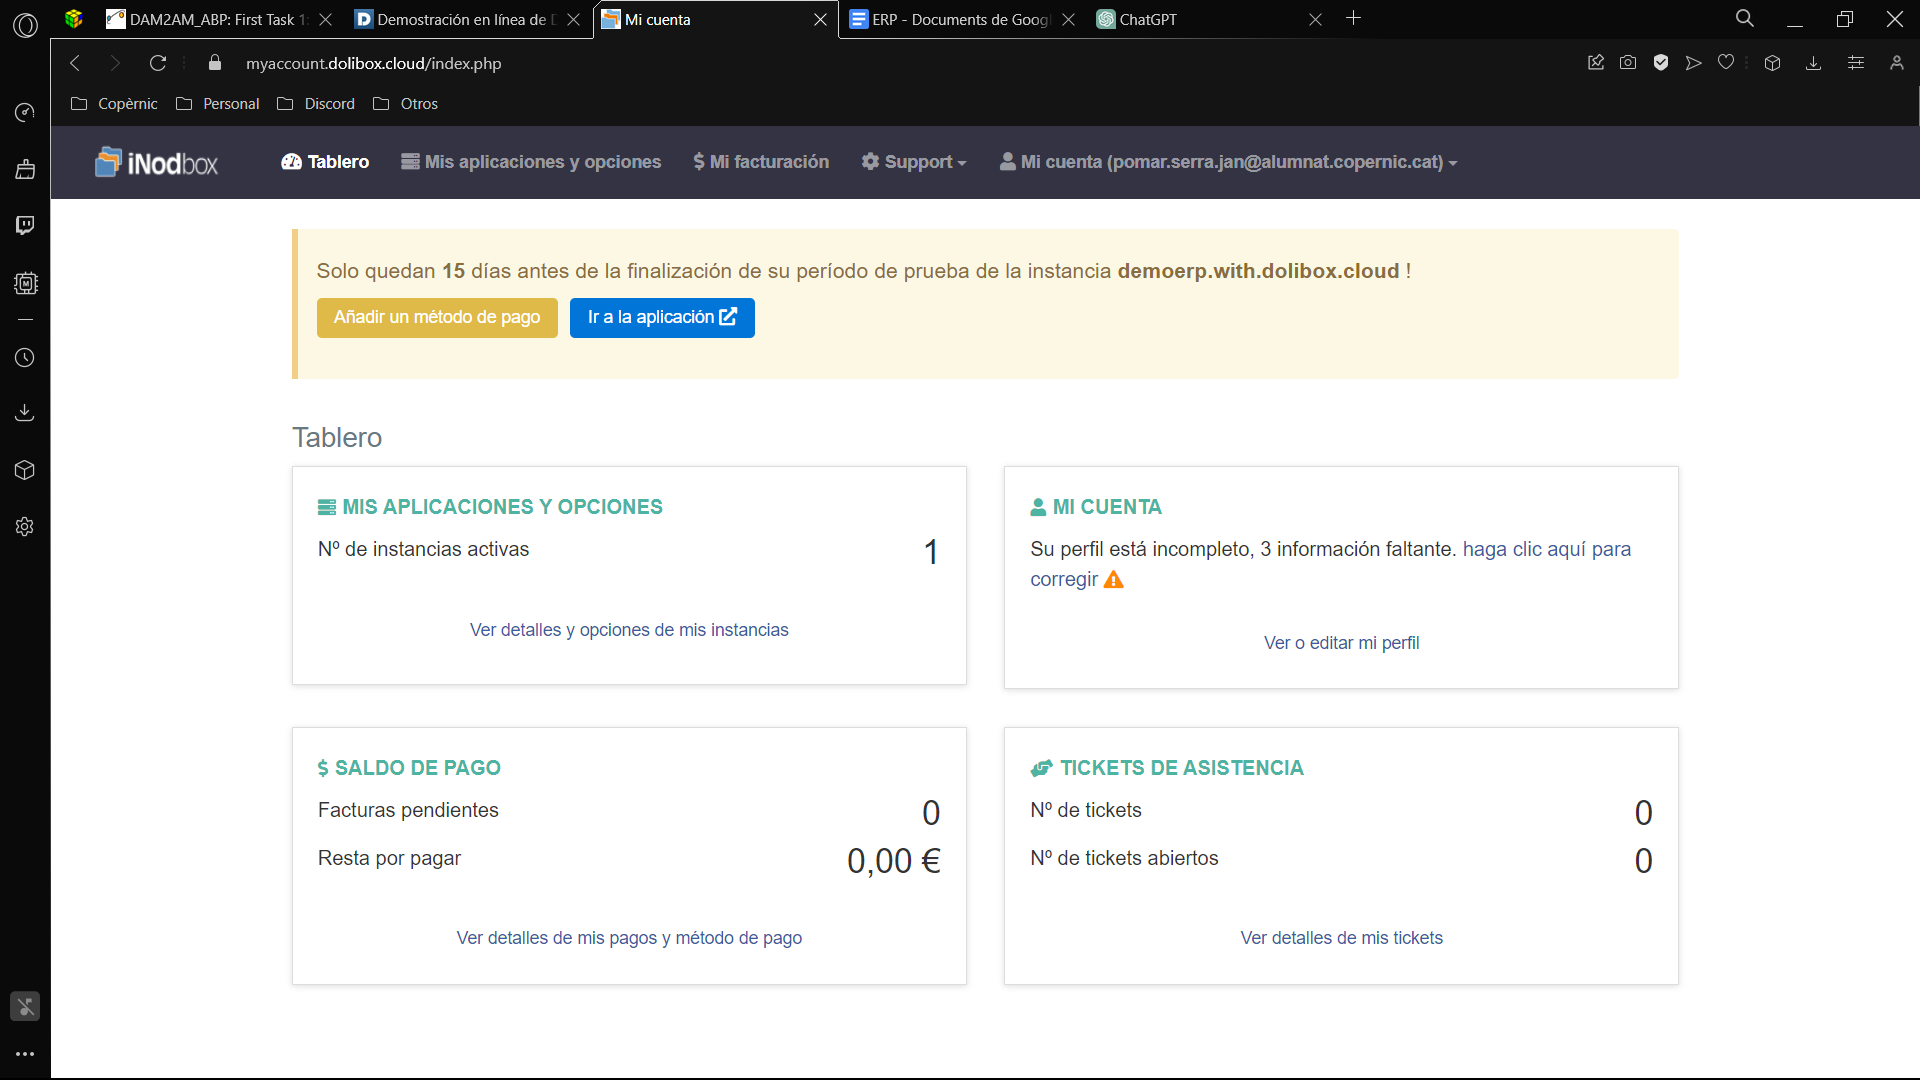 DAM2AM_ABP: First Task 1:
Demostración en línea de D
Mi cuenta
ERP - Documents de Googl
ChatGPT
myaccount.dolibox.cloud/index.php
Copèrnic
Personal
Discord
Otros
iNodbox
Tablero
Mis aplicaciones y opciones
$ Mi facturación
Support
Mi cuenta (pomar.serra.jan@alumnat.copernic.cat)
Solo quedan 15 días antes de la finalización de su período de prueba de la instancia demoerp.with.dolibox.cloud !
Añadir un método de pago
Ir a la aplicación
Tablero
MIS APLICACIONES Y OPCIONES
Nº de instancias activas 1
Ver detalles y opciones de mis instancias
MI CUENTA
Su perfil está incompleto, 3 información faltante. haga clic aquí para
corregir
Ver o editar mi perfil
$ SALDO DE PAGO
Facturas pendientes 0
Resta por pagar 0,00 €
Ver detalles de mis pagos y método de pago
TICKETS DE ASISTENCIA
Nº de tickets 0
Nº de tickets abiertos 0
Ver detalles de mis tickets